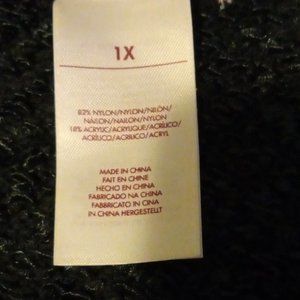 1X
82% NYLON/NYLON/NILÓN/
NÁILON/NAILON/NYLON
18% ACRYLIC/ACRYLIQUE/ACRÍLICO/
ACRÍLICO/ACRILICO/ACRYL
MADE IN CHINA
FAIT EN CHINE
HECHO EN CHINA
FABRICADO NA CHINA
FABBRICATO IN CINA
IN CHINA HERGESTELLT